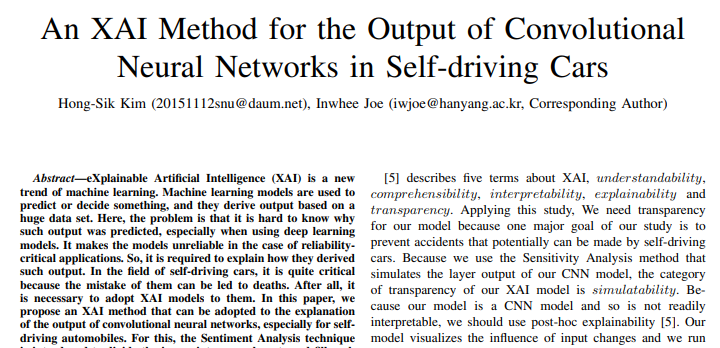 An XAI Method for the Output of Convolutional
Neural Networks in Self-driving Cars
Hong-Sik Kim (20151112snu@daum.net), Inwhee Joe (iwjoe@hanyang.ac.kr, Corresponding Author)
Abstract—eXplainable Artificial Intelligence (XAI) is a new
trend of machine learning. Machine learning models are used to
predict or decide something, and they derive output based on a
huge data set. Here, the problem is that it is hard to know why
such output was predicted, especially when using deep learning
models. It makes the models unreliable in the case of reliability-
critical applications. So, it is required to explain how they derived
such output. In the field of self-driving cars, it is quite critical
because the mistake of them can be led to deaths. After all, it
is necessary to adopt XAI models to them. In this paper, we
propose an XAI method that can be adopted to the explanation
of the output of convolutional neural networks, especially for self-
driving automobiles. For this, the Sentiment Analysis technique
[5] describes five terms about XAI, understandability,
comprehensibility, interpretability, explainability and
transparency. Applying this study, We need transparency
for our model because one major goal of our study is to
prevent accidents that potentially can be made by self-driving
cars. Because we use the Sensitivity Analysis method that
simulates the layer output of our CNN model, the category
of transparency of our XAI model is simulatability. Be-
cause our model is a CNN model and so is not readily
interpretable, we should use post-hoc explainability [5]. Our
model visualizes the influence of input changes and we run